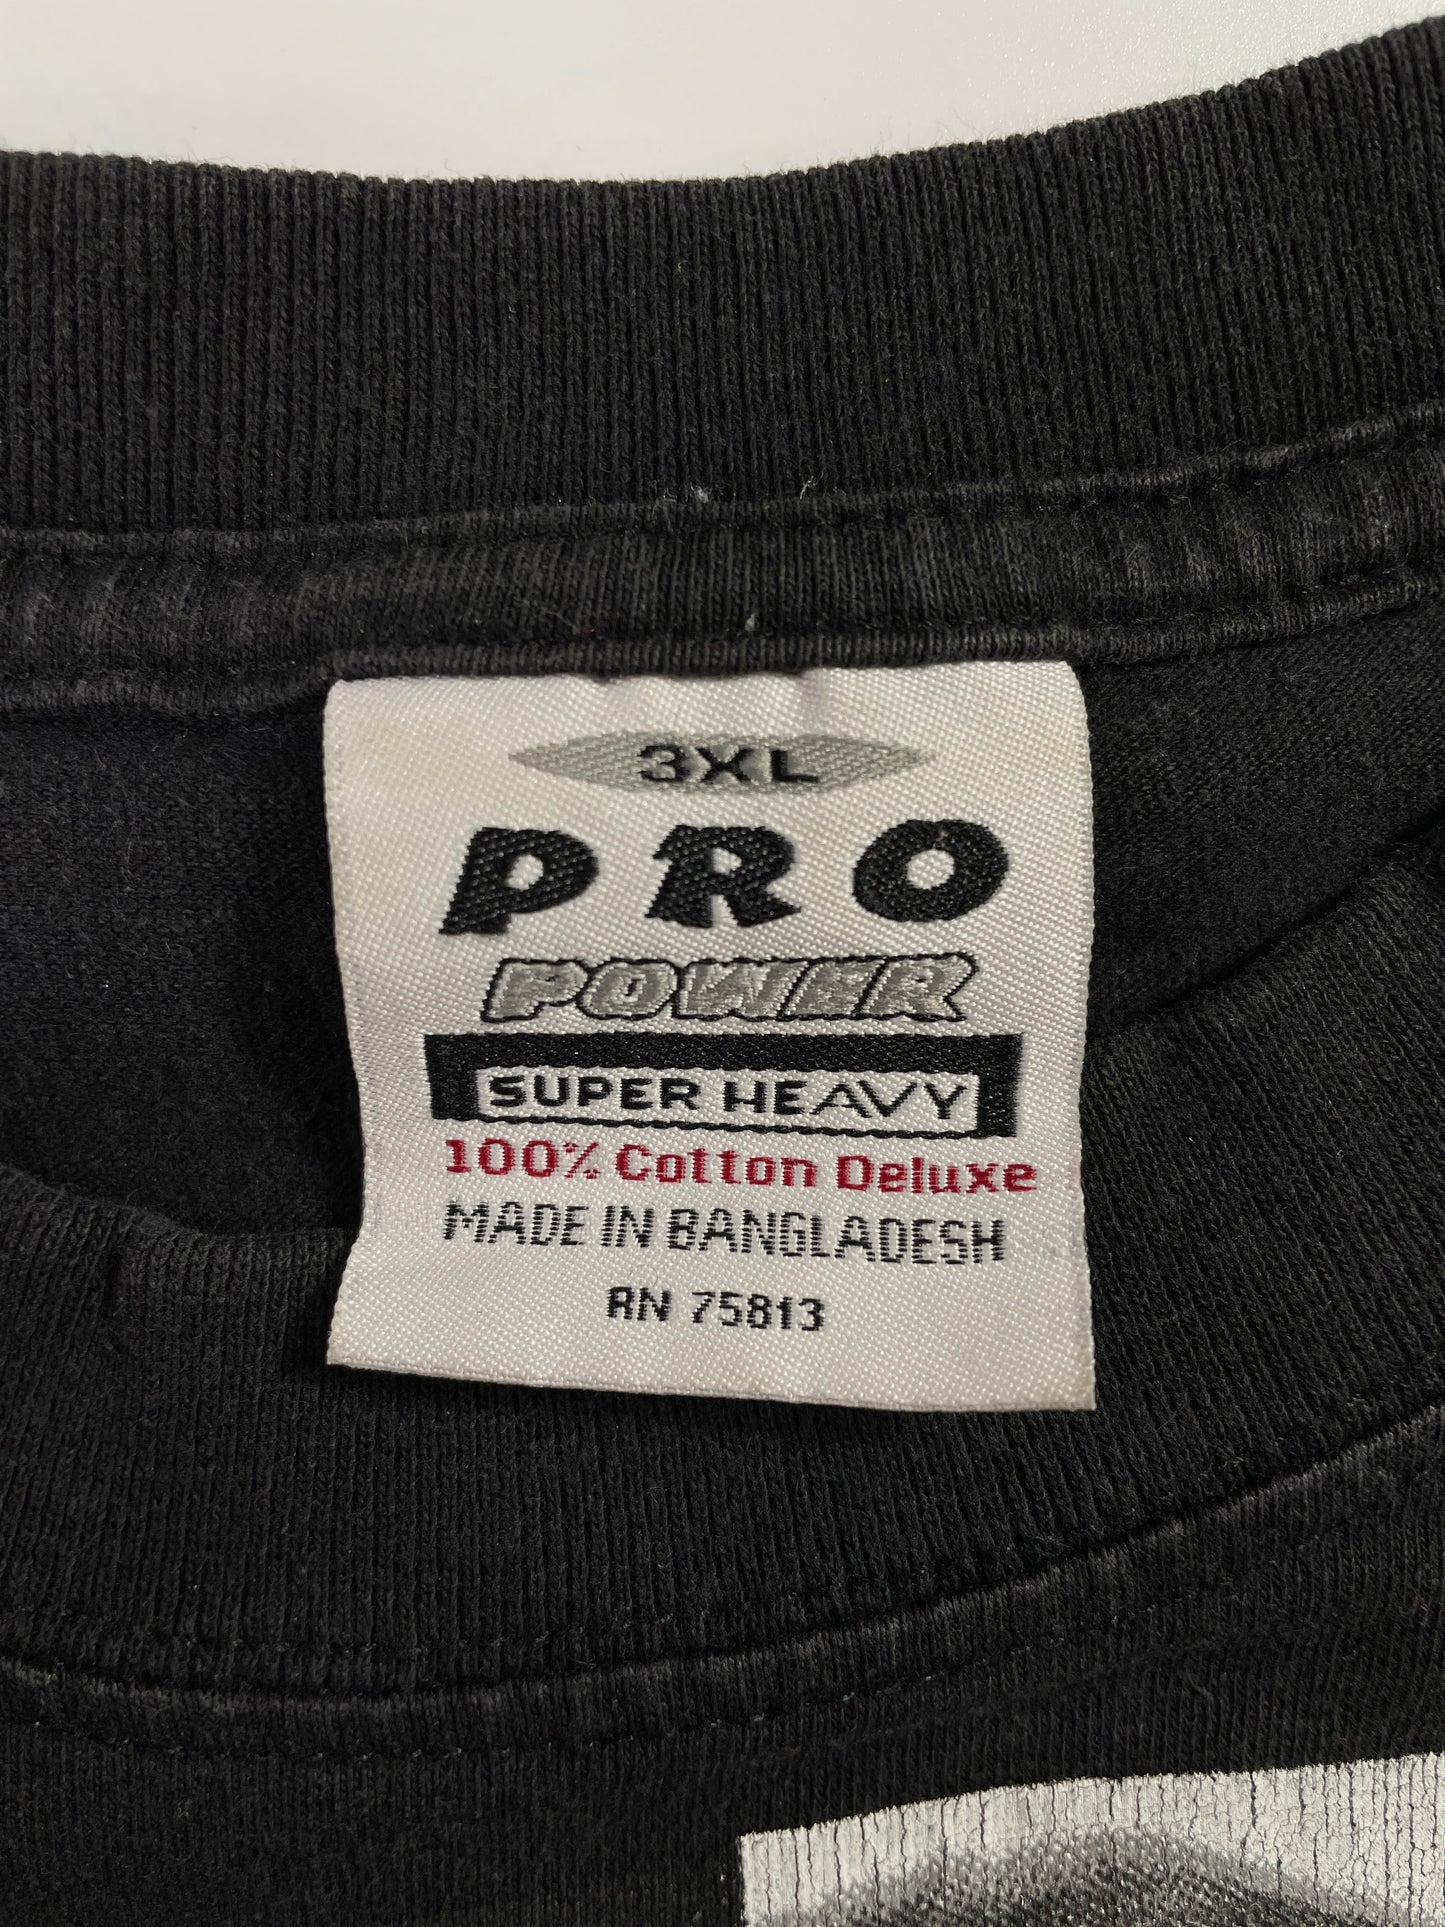 3XL
PRO
POWER
SUPER HEAVY
100% Cotton Deluxe
MADE IN BANGLADESH
RN 75813